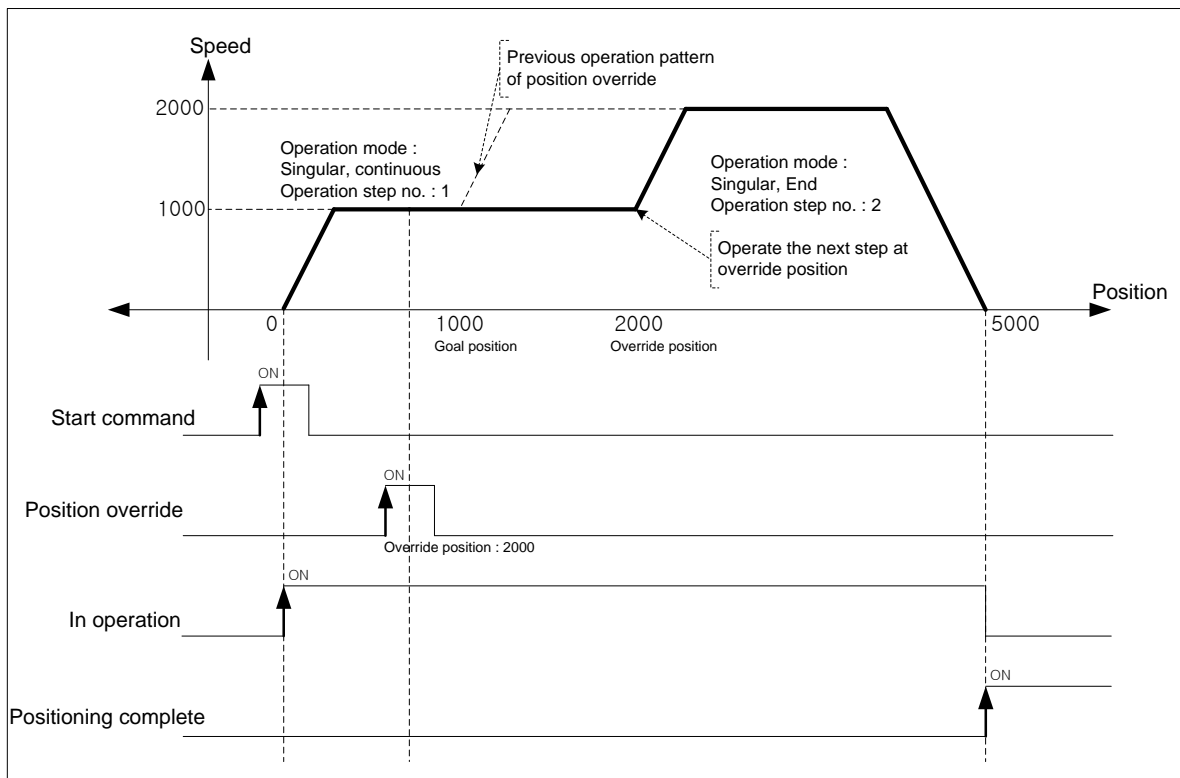 Speed
Previous operation pattern
of position override
2000
Operation mode :
Singular, continuous
Operation step no. : 1
Operation mode :
Singular, End
Operation step no. : 2
1000
Operate the next step at
override position
Position
0
1000
2000
5000
Goal position
Override position
ON
Start command
ON
Position override
Override position : 2000
ON
In operation
ON
Positioning complete